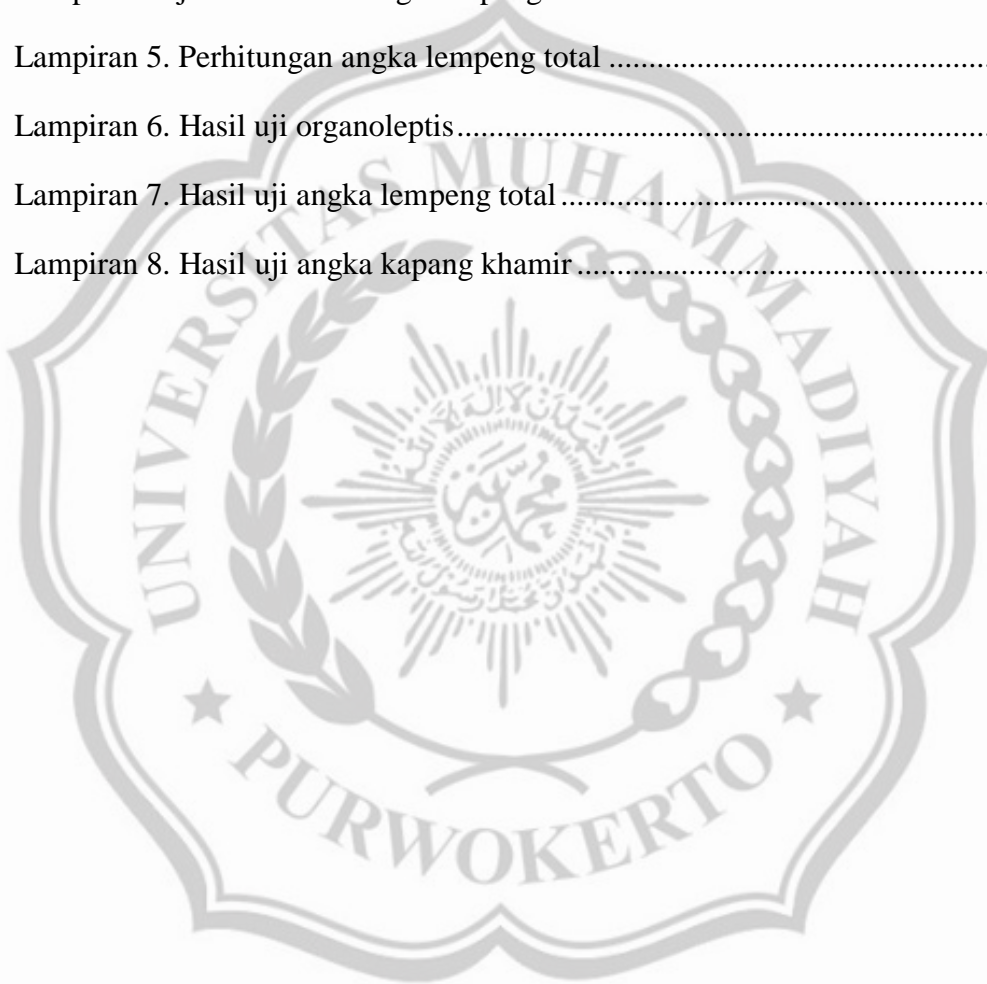 Lampiran 5. Perhitungan angka lempeng total ................................................
Lampiran 6. Hasil uji organoleptis...................................................................
Lampiran 7. Hasil uji angka lempeng total ......................................................
Lampiran 8. Hasil uji angka kapang khamir ....................................................
UNIVERSITAS MUHAMMADIYAH
محمدية
PURWOKERTO